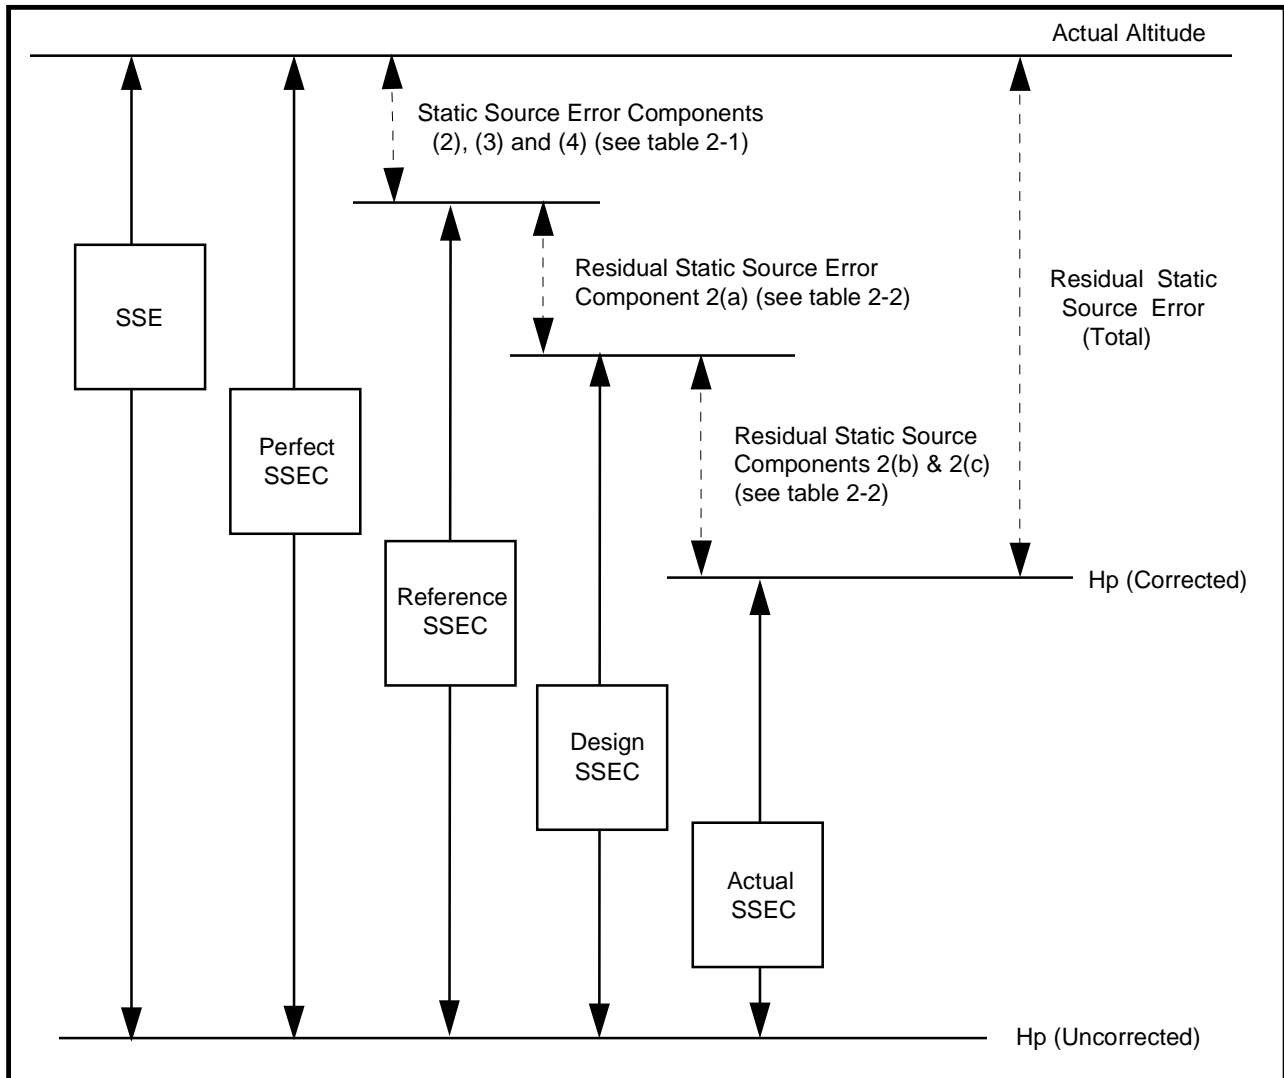 Actual Altitude
Static Source Error Components
(2), (3) and (4) (see table 2-1)
Residual Static Source Error
Component 2(a) (see table 2-2)
Residual Static
Source Error
(Total)
SSE
Perfect
SSEC
Residual Static Source
Components 2(b) & 2(c)
(see table 2-2)
Hp (Corrected)
Reference
SSEC
Design
SSEC
Actual
SSEC
Hp (Uncorrected)